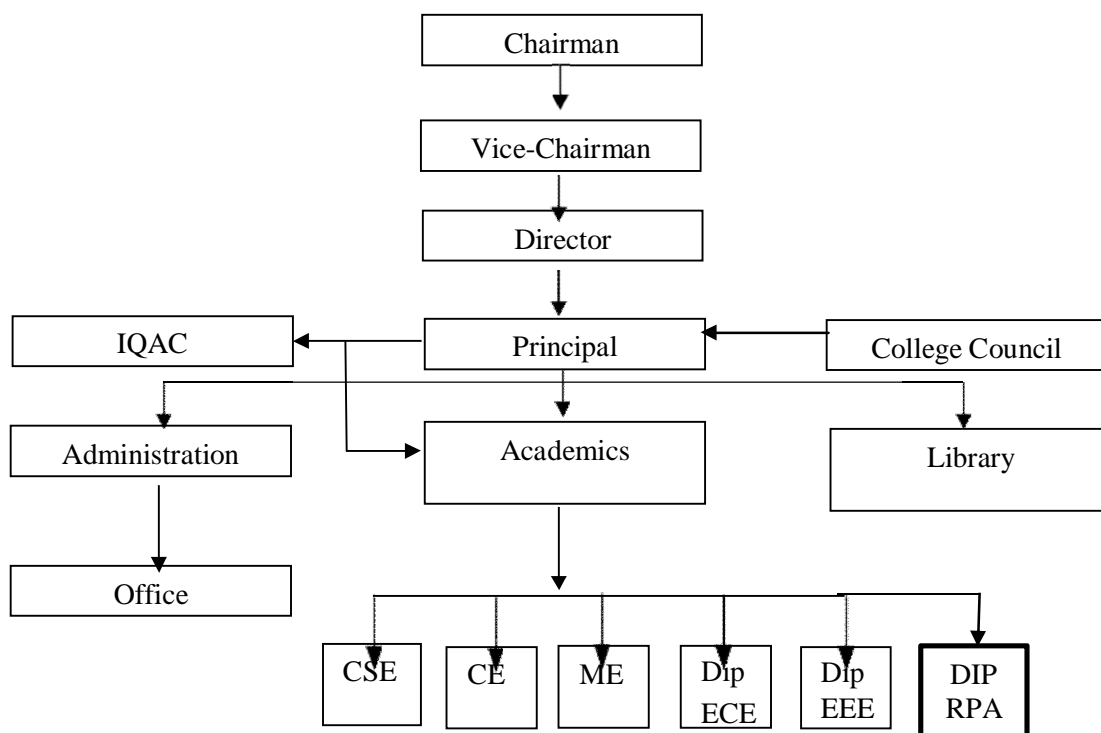 Chairman
Vice-Chairman
Director
IQAC
Principal
College Council
Administration
Academics
Library
Office
CSE
CE
ME
Dip
ECE
Dip
EEE
DIP
RPA